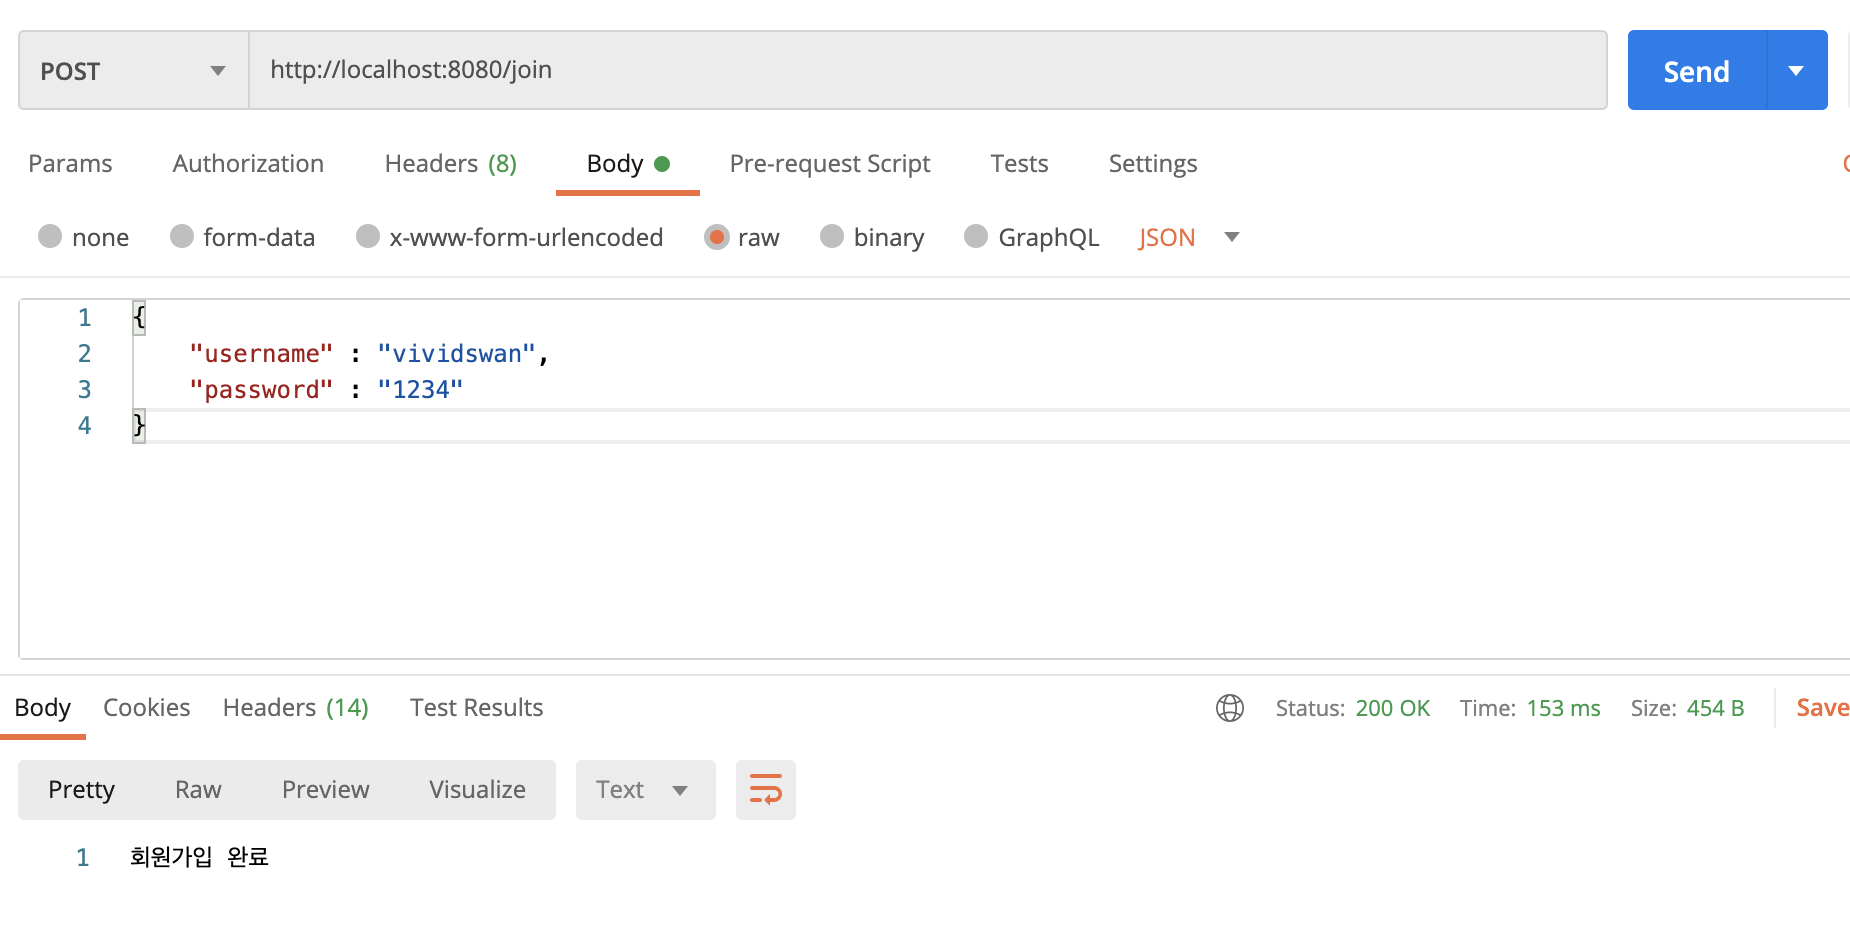 POST http://localhost:8080/join Send
Params Authorization Headers (8) Body Pre-request Script Tests Settings
none form-data x-www-form-urlencoded raw binary GraphQL JSON
1 {
2 "username" : "vividswan",
3 "password" : "1234"
4 }
Body Cookies Headers (14) Test Results Status: 200 OK Time: 153 ms Size: 454 B Save
Pretty Raw Preview Visualize Text
1 회원가입 완료